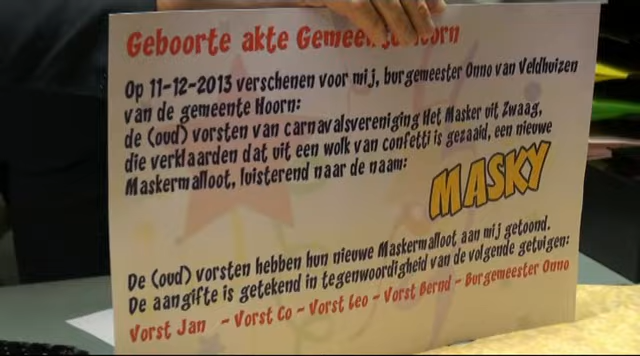 Geboorte akte Gemeente Hoorn
Op 11-12-2013 verschenen voor mij, burgemeester Onno van Veldhuizen
van de gemeente Hoorn:
de (oud) vorsten van carnavalsvereniging Het Masker uit Zwaag,
die verklaarden dat uit een wolk van confetti is gezaaid, een nieuwe
Maskermalloot, luisterend naar de naam:
MASKY
De (oud) vorsten hebben hun nieuwe Maskermalloot aan mij getoond.
De aangifte is getekend in tegenwoordigheid van de volgende getuigen:
Vorst Jan - Vorst Co - Vorst Leo - Vorst Bernd - Burgemeester Onno